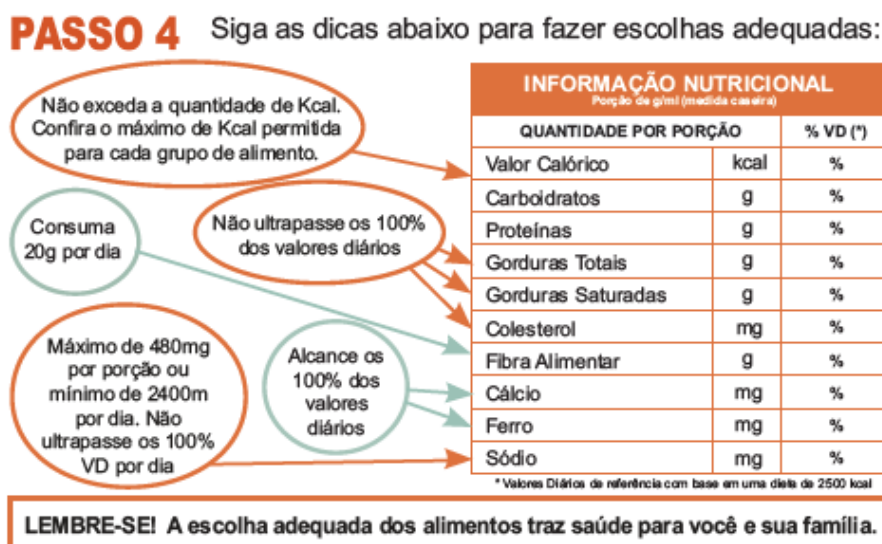 PASSO 4 Siga as dicas abaixo para fazer escolhas adequadas:
Não exceda a quantidade de Kcal.
Confira o máximo de Kcal permitida
para cada grupo de alimento.
Consuma
20g por dia
Não ultrapasse os 100%
dos valores diários
Máximo de 480mg
por porção ou
mínimo de 2400m
por dia. Não
ultrapasse os 100%
VD por dia
Alcance os
100% dos
valores
diários
INFORMAÇÃO NUTRICIONAL
Porção de g/ml (medida caseira)
QUANTIDADE POR PORÇÃO % VD (*)
Valor Calórico kcal %
Carboidratos g %
Proteínas g %
Gorduras Totais g %
Gorduras Saturadas g %
Colesterol mg %
Fibra Alimentar g %
Cálcio mg %
Ferro mg %
Sódio mg %
* Valores Diários de referência com base em uma dieta de 2500 kcal
LEMBRE-SE! A escolha adequada dos alimentos traz saúde para você e sua família.